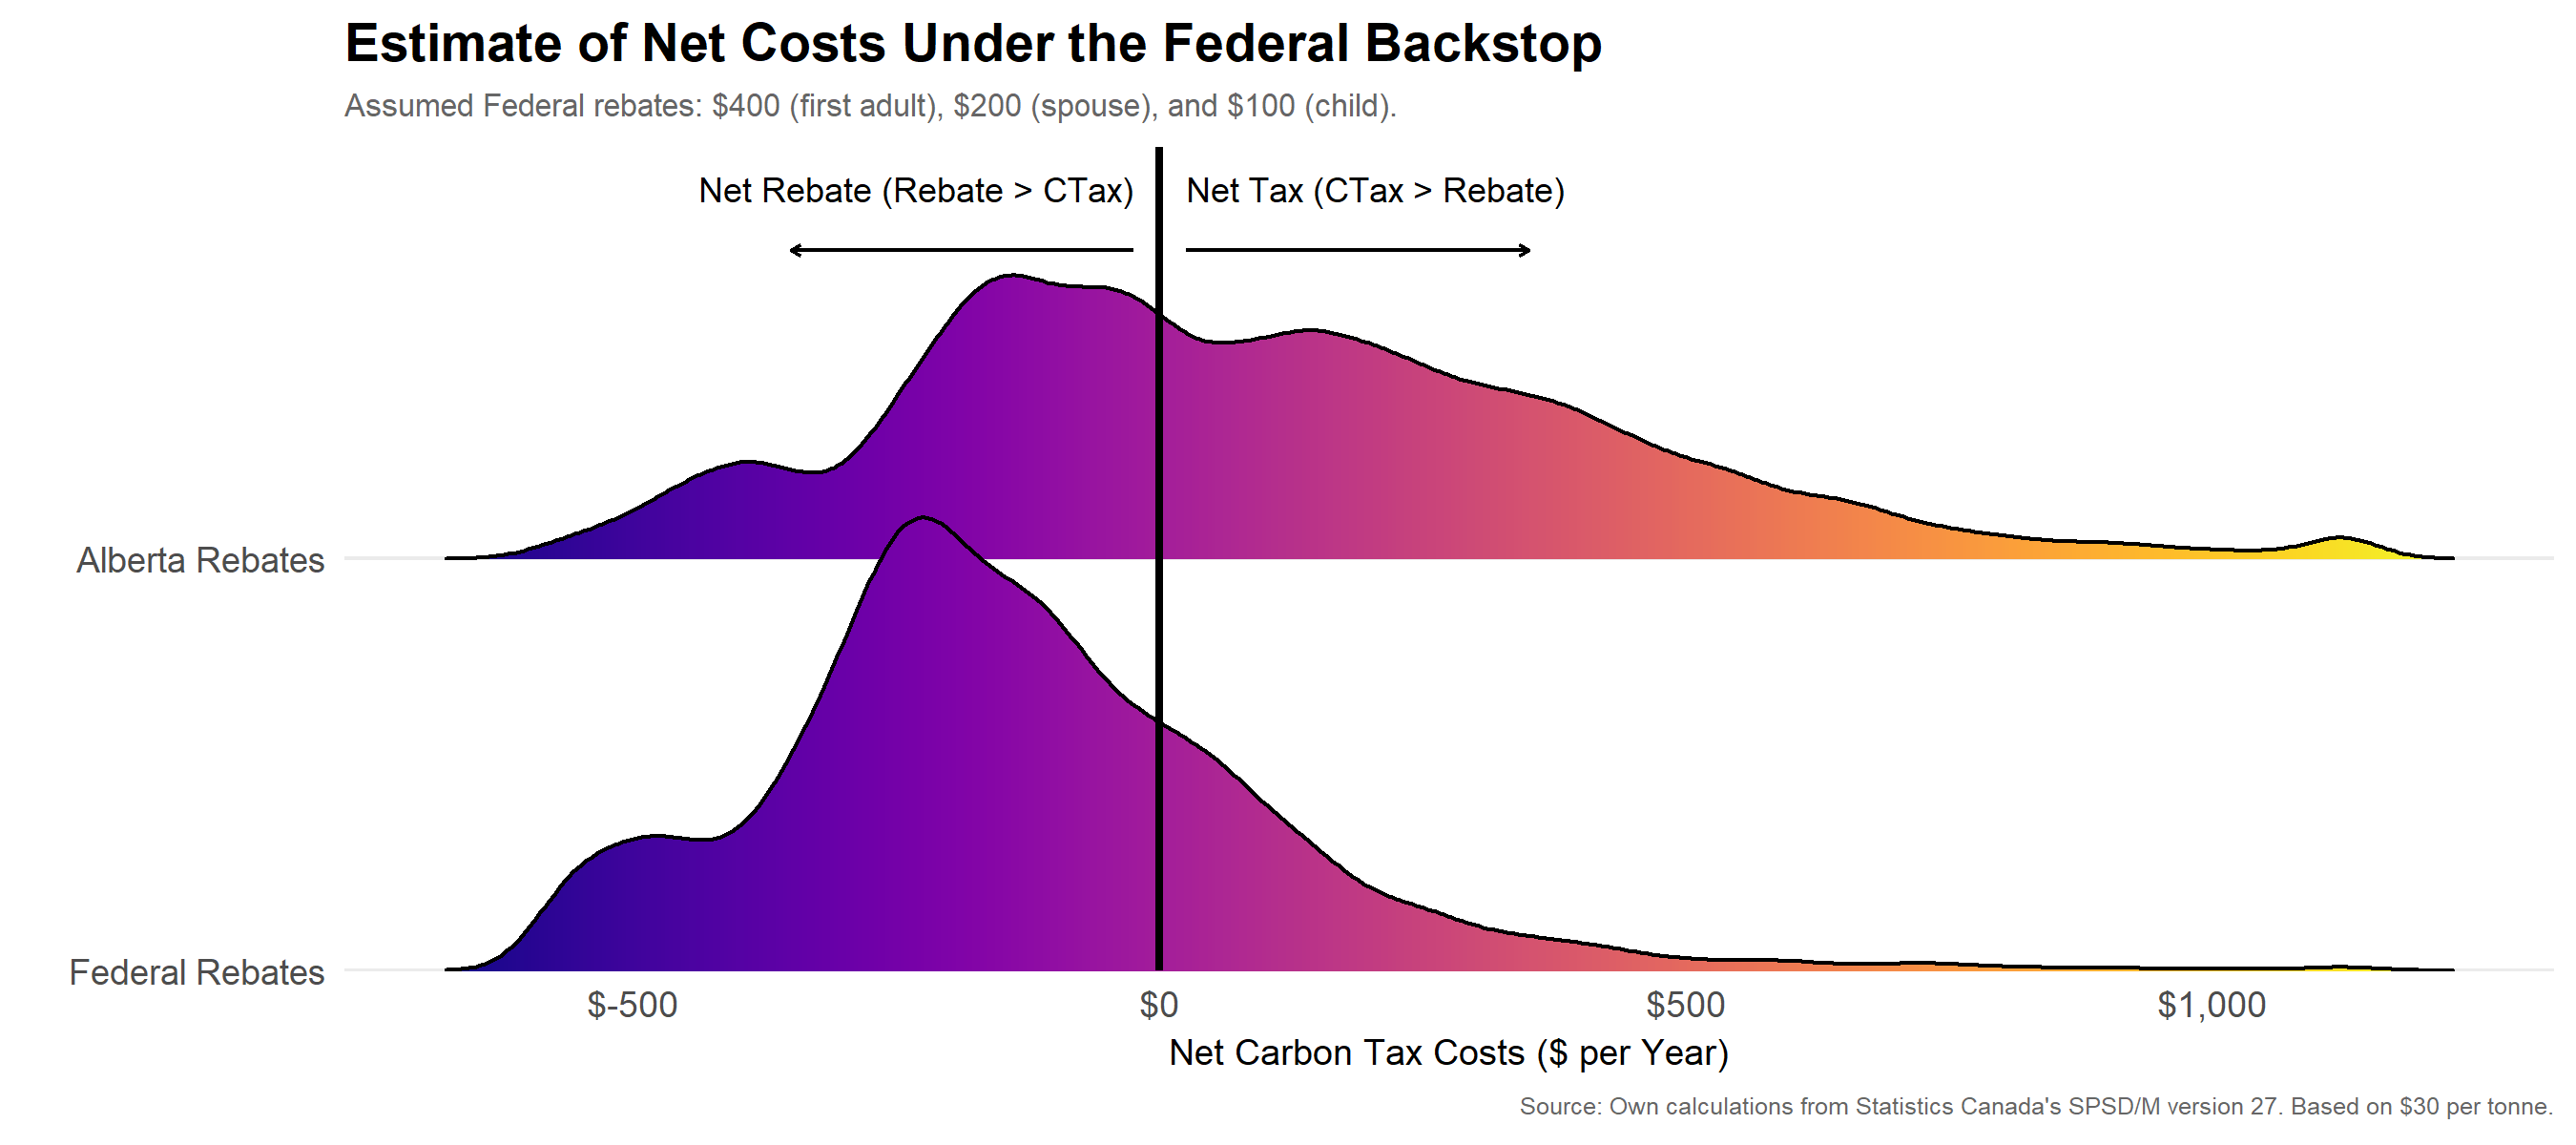 Estimate of Net Costs Under the Federal Backstop
Assumed Federal rebates: $400 (first adult), $200 (spouse), and $100 (child).
Net Rebate (Rebate > CTax)
Net Tax (CTax > Rebate)
Alberta Rebates
Federal Rebates
$-500
$0
$500
$1,000
Net Carbon Tax Costs ($ per Year)
Source: Own calculations from Statistics Canada's SPSD/M version 27. Based on $30 per tonne.